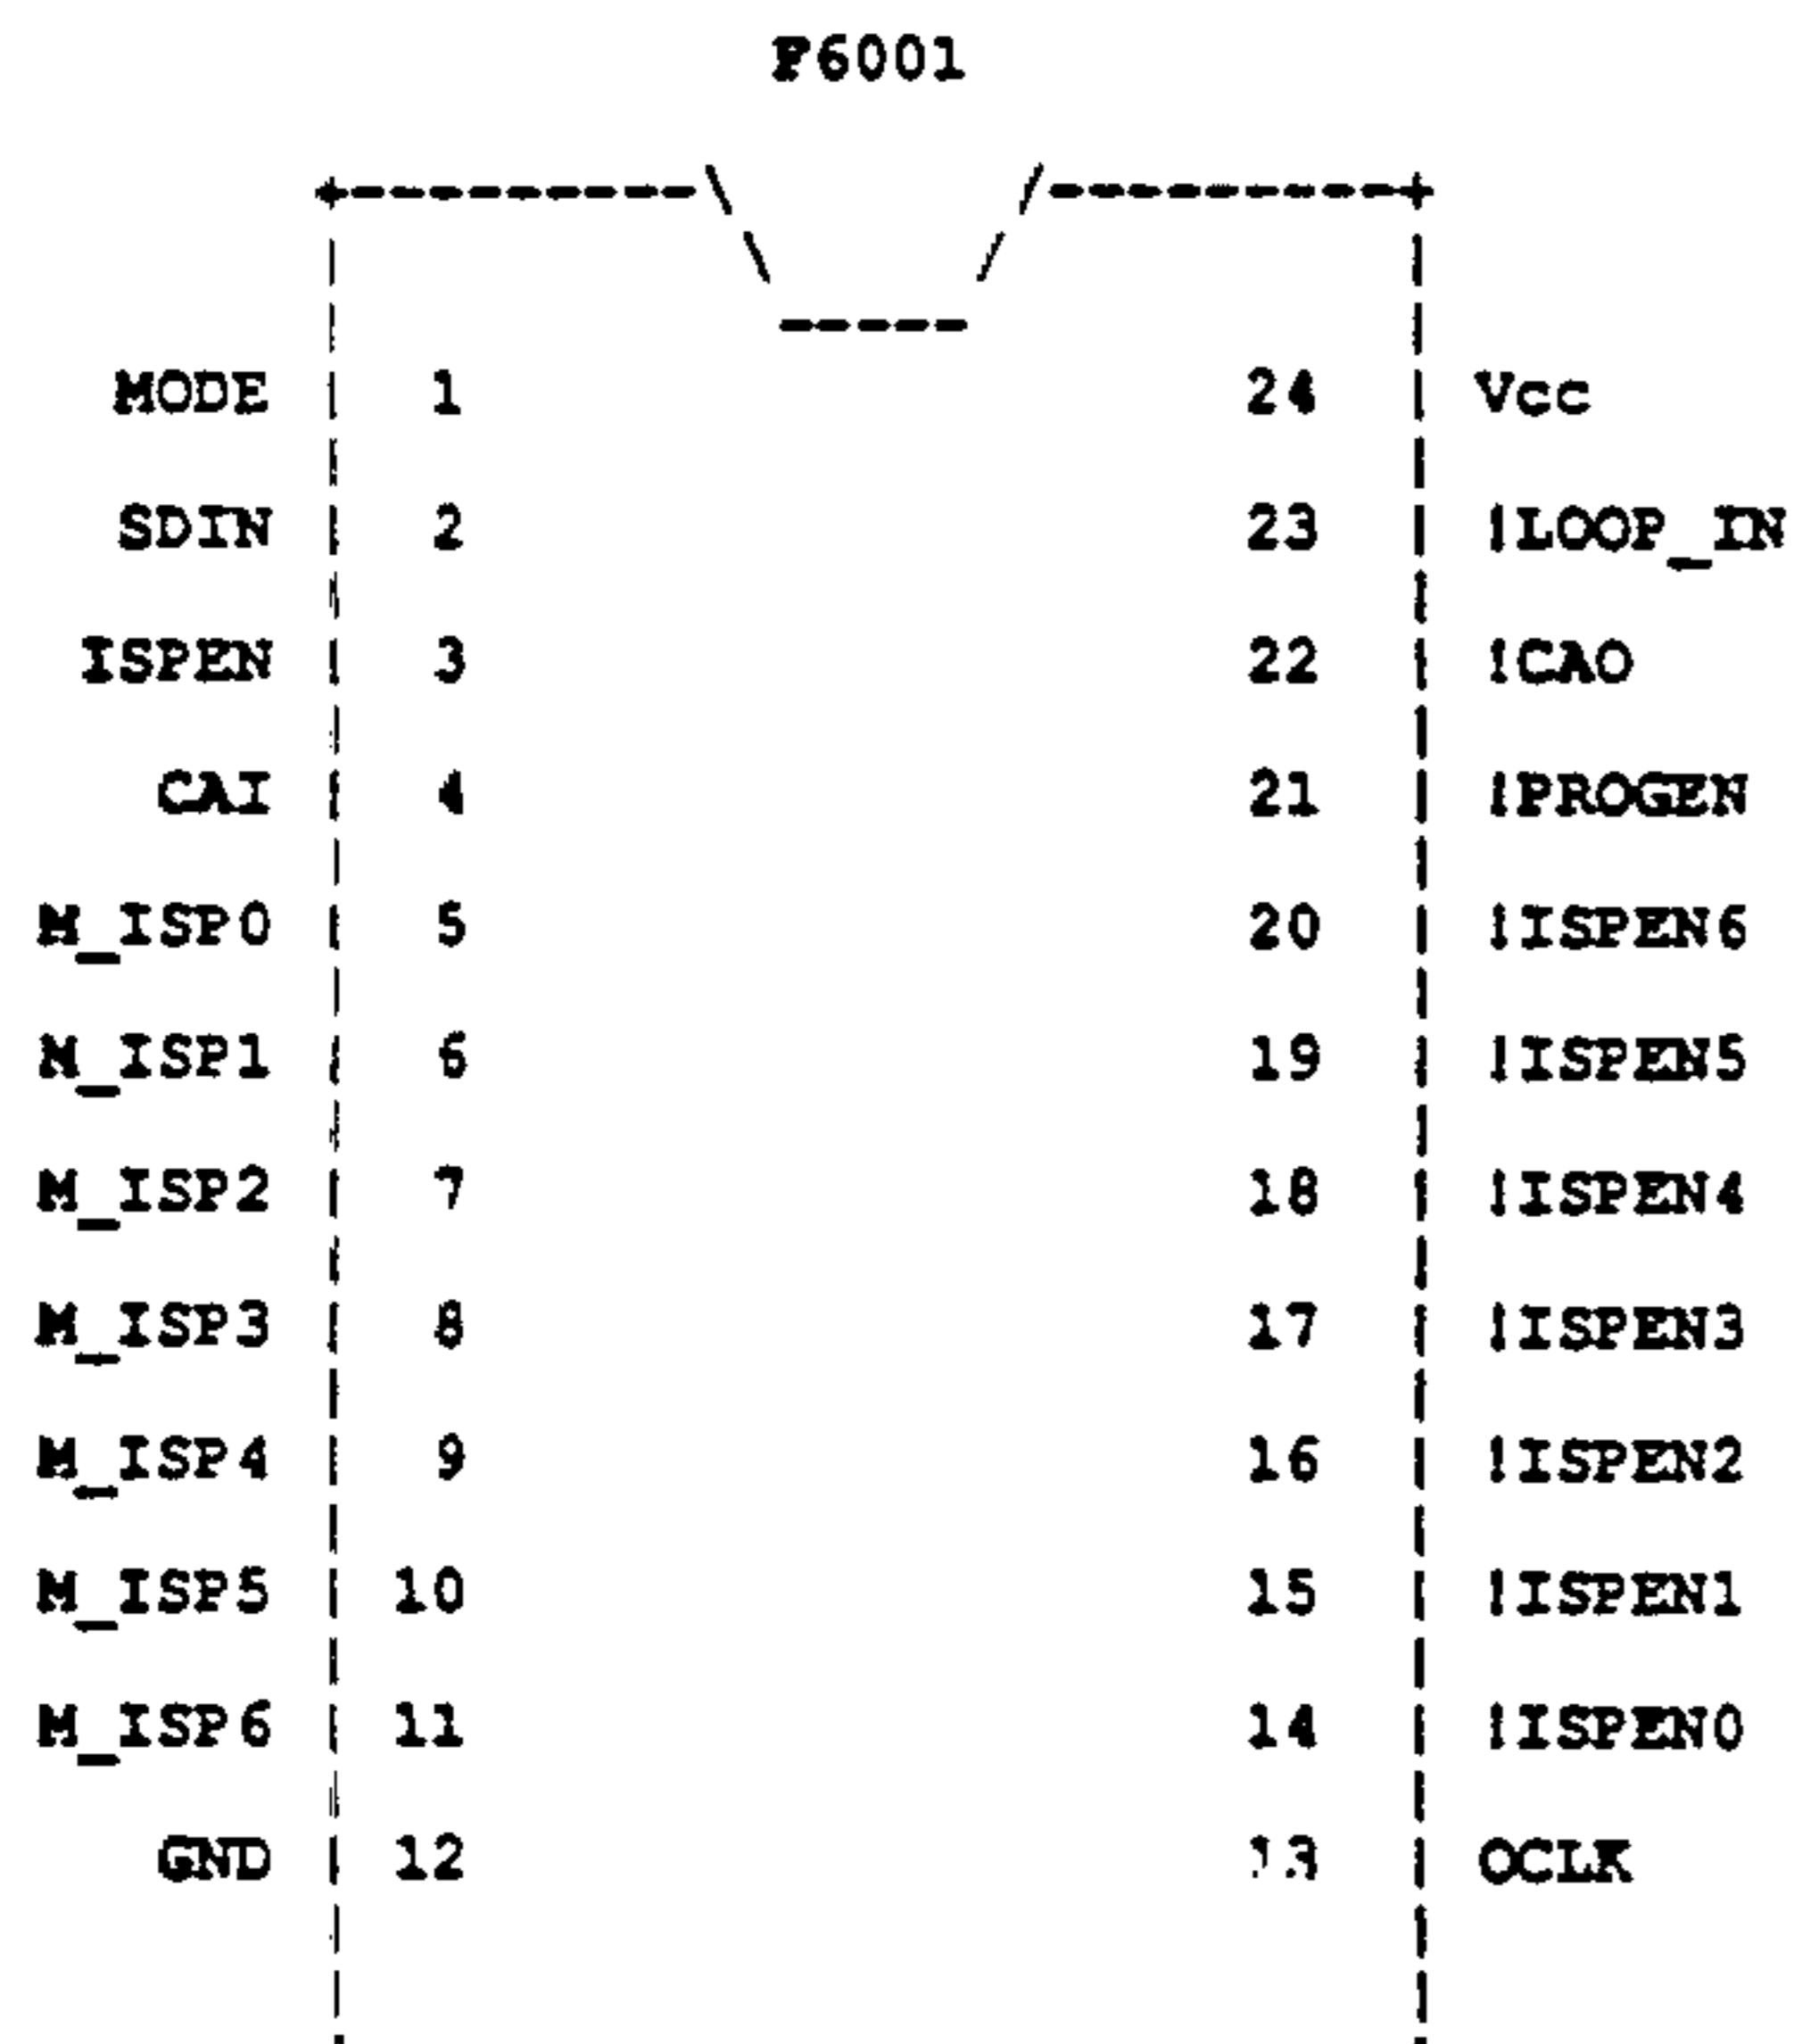 P6001
MODE 1 24 Vcc
SDIN 2 23 !LOOP_IN
ISPEN 3 22 !CAO
CAI 4 21 !PROGEN
M_ISP0 5 20 !ISPEN6
M_ISP1 6 19 !ISPEN5
M_ISP2 7 18 !ISPEN4
M_ISP3 8 17 !ISPEN3
M_ISP4 9 16 !ISPEN2
M_ISP5 10 15 !ISPEN1
M_ISP6 11 14 !ISPEN0
GND 12 13 OCLK